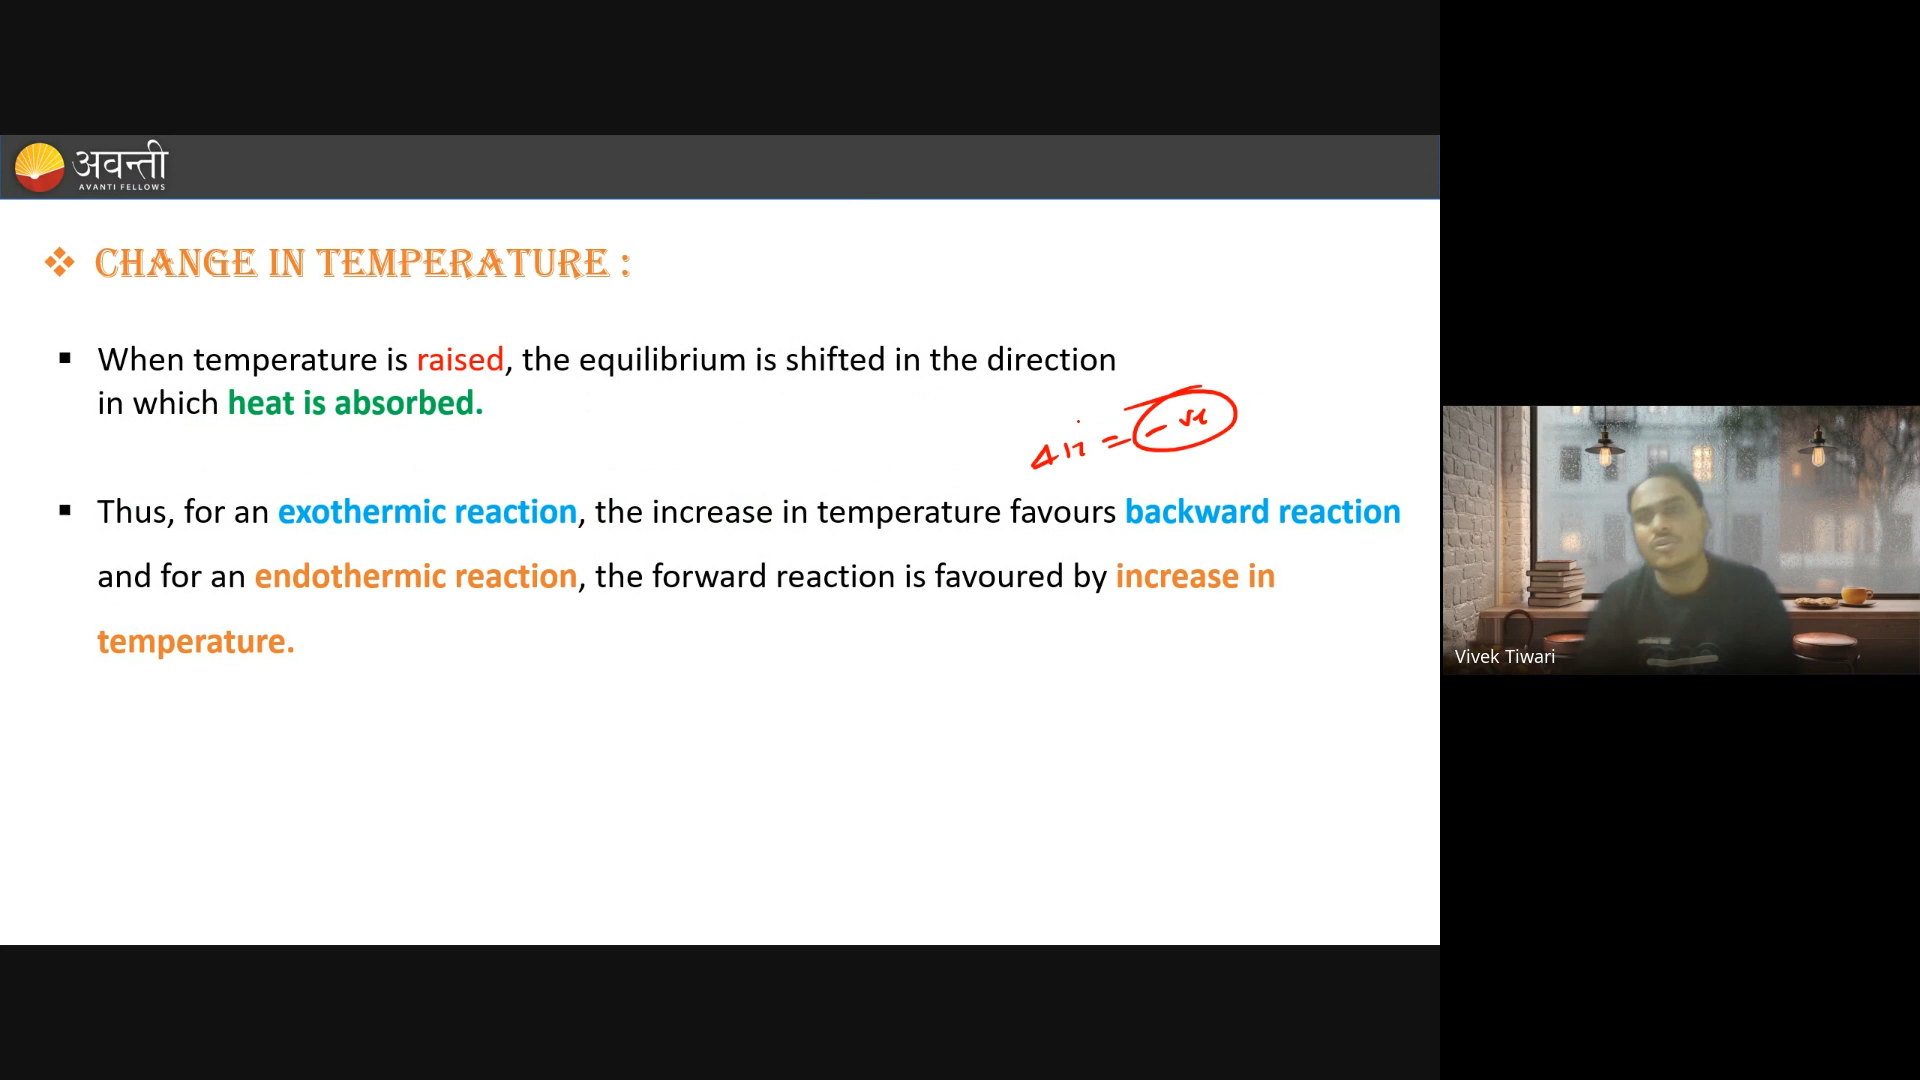 अवन्ती
AVANTI FELLOWS
❖ CHANGE IN TEMPERATURE :
▪ When temperature is raised, the equilibrium is shifted in the direction
in which heat is absorbed.
ΔH = -ve
▪ Thus, for an exothermic reaction, the increase in temperature favours backward reaction
and for an endothermic reaction, the forward reaction is favoured by increase in
temperature.
Vivek Tiwari